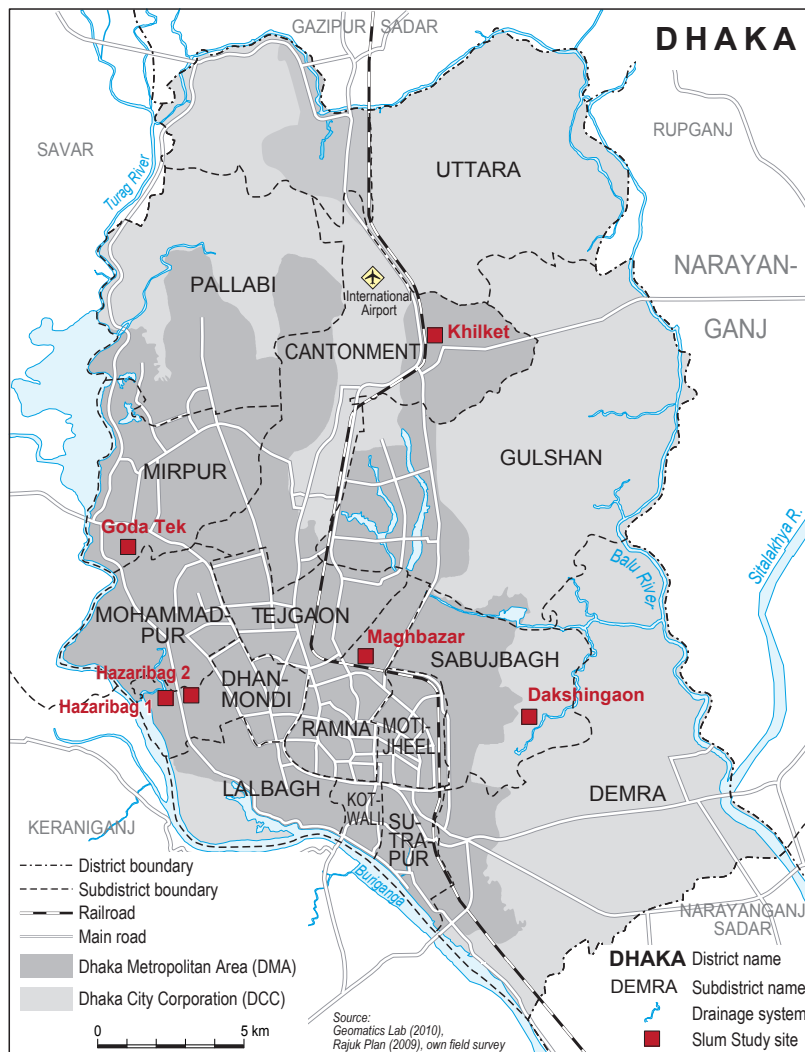 GAZIPUR SADAR
DHAKA
SAVAR
RUPGANJ
UTTARA
Turag River
NARAYAN-
GANJ
PALLABI
International
Airport
Khilket
CANTONMENT
GULSHAN
MIRPUR
Goda Tek
Sitalakhya R.
Balu River
MOHAMMAD-
PUR
TEJGAON
Maghbazar
SABUJBAGH
Hazaribag 2
Hazaribag 1
DHAN-
MONDI
Dakshingaon
RAMNA
MOTI-
JHEEL
LALBAGH
DEMRA
KOT-
WALI
SU-
TRA-
PUR
KERANIGANJ
Buriganga
NARAYANGANJ
SADAR
District boundary
Subdistrict boundary
Railroad
Main road
Dhaka Metropolitan Area (DMA)
Dhaka City Corporation (DCC)
0 5 km
Source:
Geomatics Lab (2010),
Rajuk Plan (2009), own field survey
DHAKA District name
DEMRA Subdistrict name
Drainage system
Slum Study site